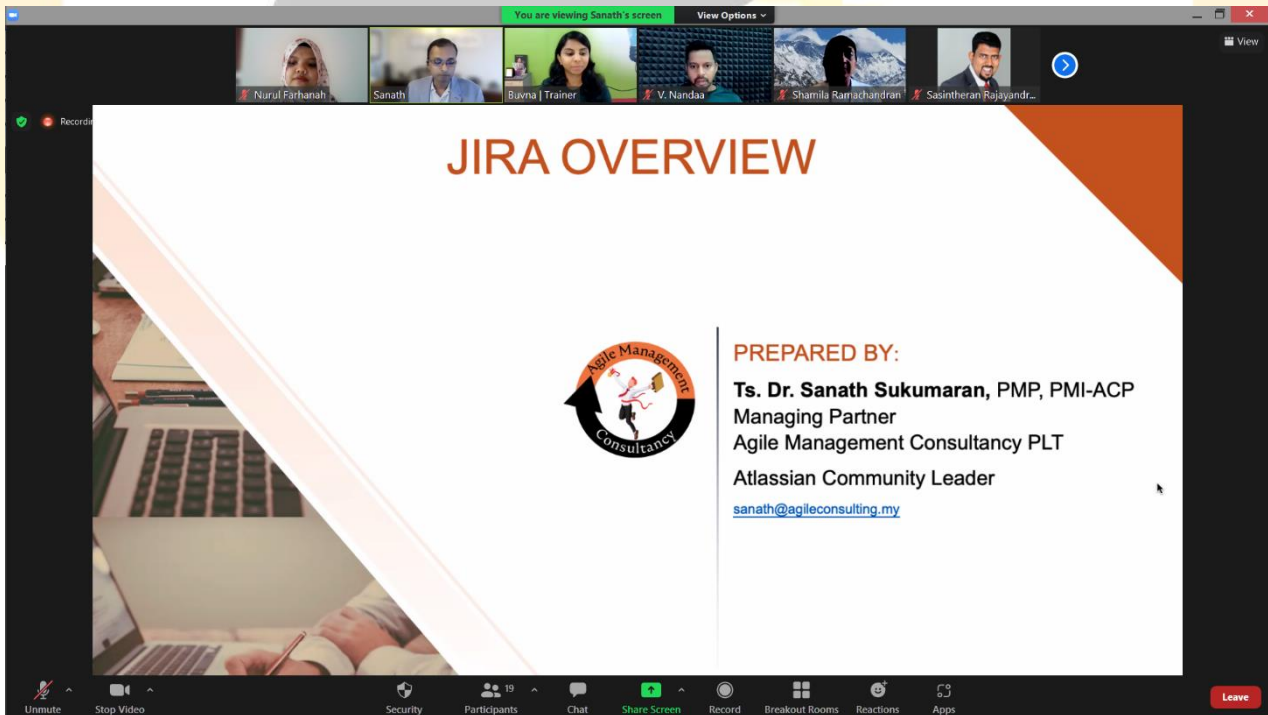 You are viewing Sanath's screen View Options
View
Nurul Farhanah
Sanath
Buvna | Trainer
V. Nandaa
Shamila Ramachandran
Sasintheran Rajayandr...
Recordin
JIRA OVERVIEW
Agile Management
Consultancy
PREPARED BY:
Ts. Dr. Sanath Sukumaran, PMP, PMI-ACP
Managing Partner
Agile Management Consultancy PLT
Atlassian Community Leader
sanath@agileconsulting.my
19
Unmute Stop Video Security Participants Chat Share Screen Record Breakout Rooms Reactions Apps Leave